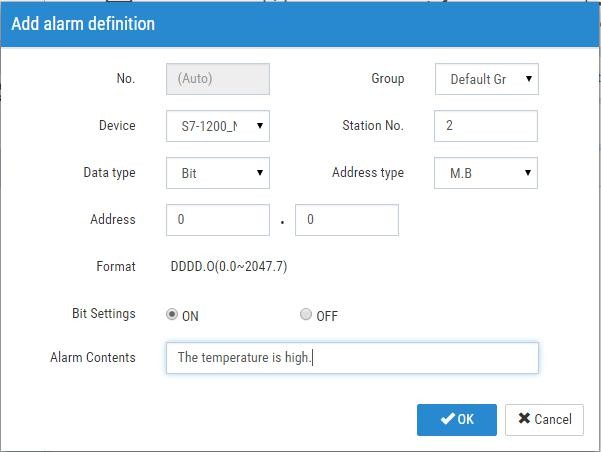 Add alarm definition
No. (Auto) Group Default Gr
Device S7-1200_N Station No. 2
Data type Bit Address type M.B
Address 0 . 0
Format DDDD.O(0.0~2047.7)
Bit Settings ON OFF
Alarm Contents The temperature is high.
OK Cancel